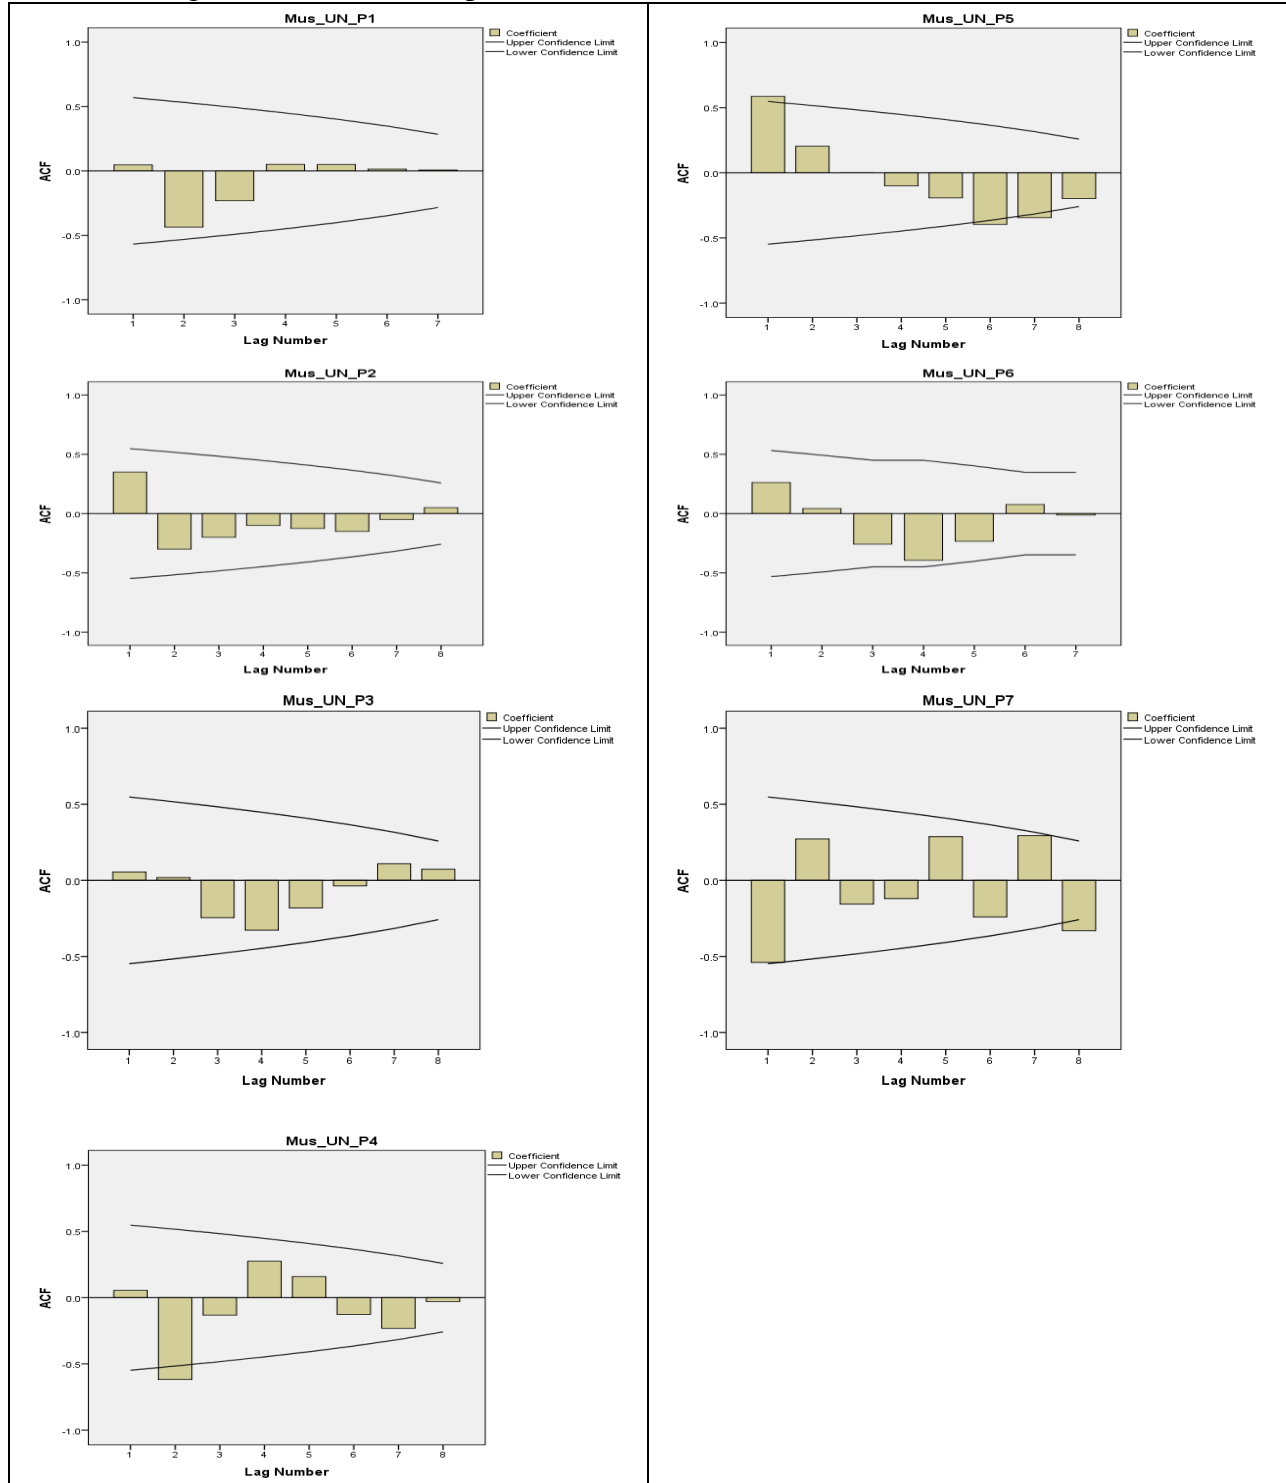 Mus_UN_P1
Coefficient
Upper Confidence Limit
Lower Confidence Limit
1.0
0.5
0.0
-0.5
-1.0
ACF
1 2 3 4 5 6 7
Lag Number
Mus_UN_P2
Coefficient
Upper Confidence Limit
Lower Confidence Limit
1.0
0.5
0.0
-0.5
-1.0
ACF
1 2 3 4 5 6 7 8
Lag Number
Mus_UN_P3
Coefficient
Upper Confidence Limit
Lower Confidence Limit
1.0
0.5
0.0
-0.5
-1.0
ACF
1 2 3 4 5 6 7 8
Lag Number
Mus_UN_P4
Coefficient
Upper Confidence Limit
Lower Confidence Limit
1.0
0.5
0.0
-0.5
-1.0
ACF
1 2 3 4 5 6 7 8
Lag Number
Mus_UN_P5
Coefficient
Upper Confidence Limit
Lower Confidence Limit
1.0
0.5
0.0
-0.5
-1.0
ACF
1 2 3 4 5 6 7 8
Lag Number
Mus_UN_P6
Coefficient
Upper Confidence Limit
Lower Confidence Limit
1.0
0.5
0.0
-0.5
-1.0
ACF
1 2 3 4 5 6 7
Lag Number
Mus_UN_P7
Coefficient
Upper Confidence Limit
Lower Confidence Limit
1.0
0.5
0.0
-0.5
-1.0
ACF
1 2 3 4 5 6 7 8
Lag Number